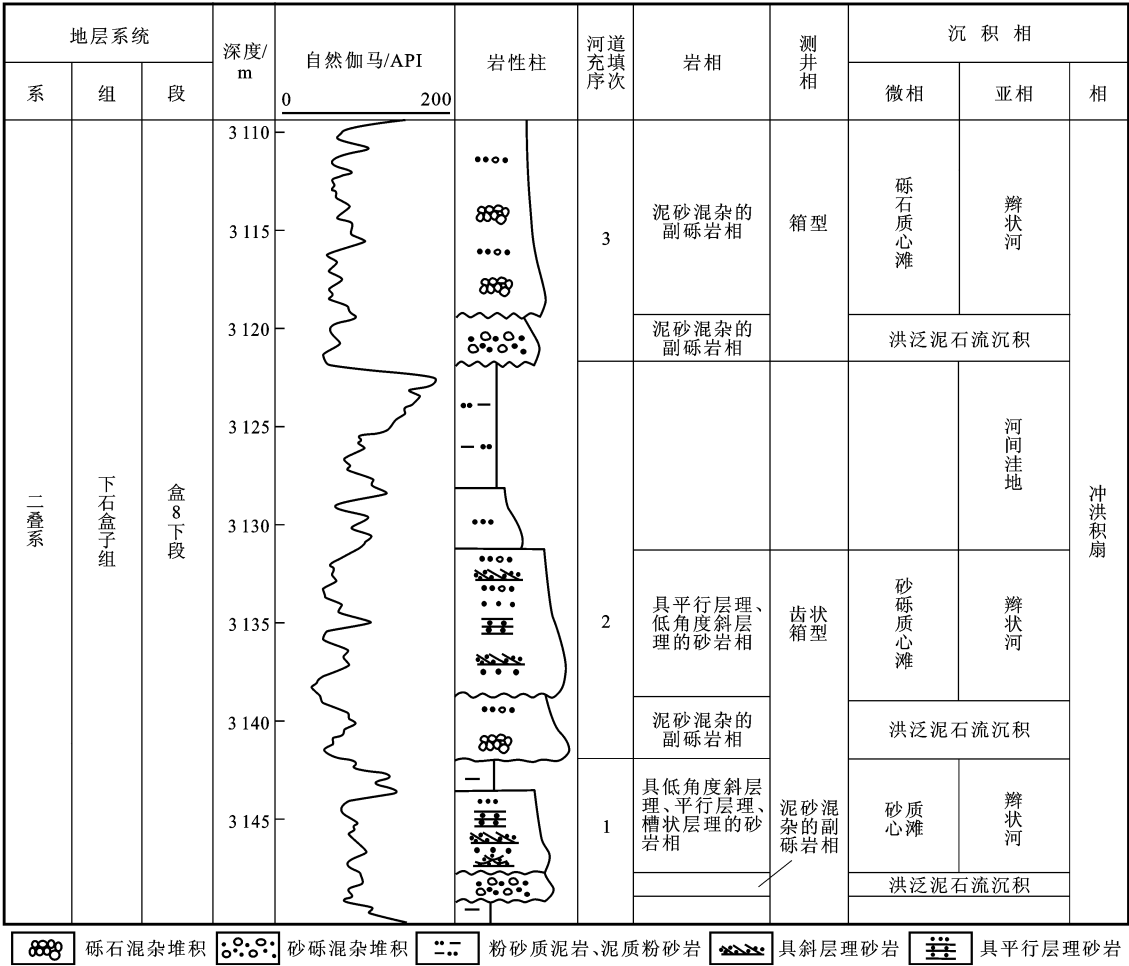 地层系统
系
组
段
深度/
m
自然伽马/API
0
200
岩性柱
河道
充填
序次
岩相
测
井
相
沉积相
微相
亚相
相
3 110
3 115
3 120
3 125
3 130
3 135
3 140
3 145
二叠系
下石盒子组
盒8下段
3
泥砂混杂的
副砾岩相
箱型
砾石质心滩
辫状河
泥砂混杂的
副砾岩相
洪泛泥石流沉积
河间洼地
冲洪积扇
2
具平行层理、
低角度斜层
理的砂岩相
齿状
箱型
砂砾质心滩
辫状河
泥砂混杂的
副砾岩相
洪泛泥石流沉积
1
具低角度斜层
理、平行层理、
槽状层理的砂
岩相
泥砂混
杂的副
砾岩相
砂质
心滩
辫状河
洪泛泥石流沉积
砾石混杂堆积
砂砾混杂堆积
粉砂质泥岩、泥质粉砂岩
具斜层理砂岩
具平行层理砂岩